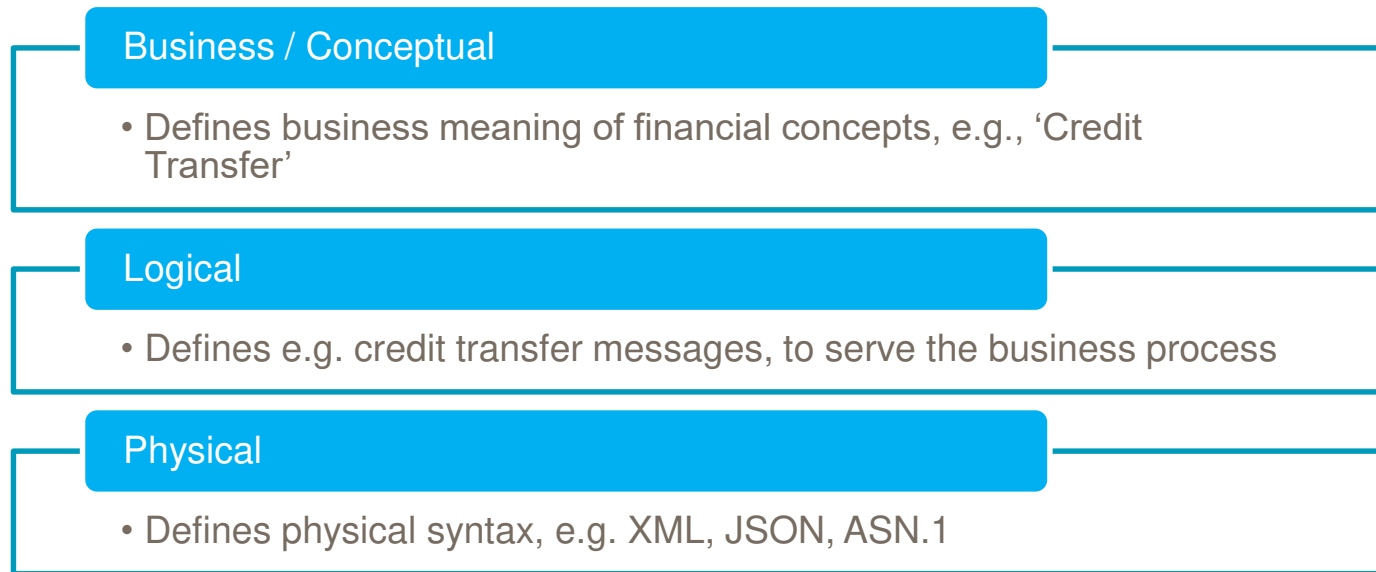 Business / Conceptual
• Defines business meaning of financial concepts, e.g., ‘Credit
Transfer’
Logical
• Defines e.g. credit transfer messages, to serve the business process
Physical
• Defines physical syntax, e.g. XML, JSON, ASN.1